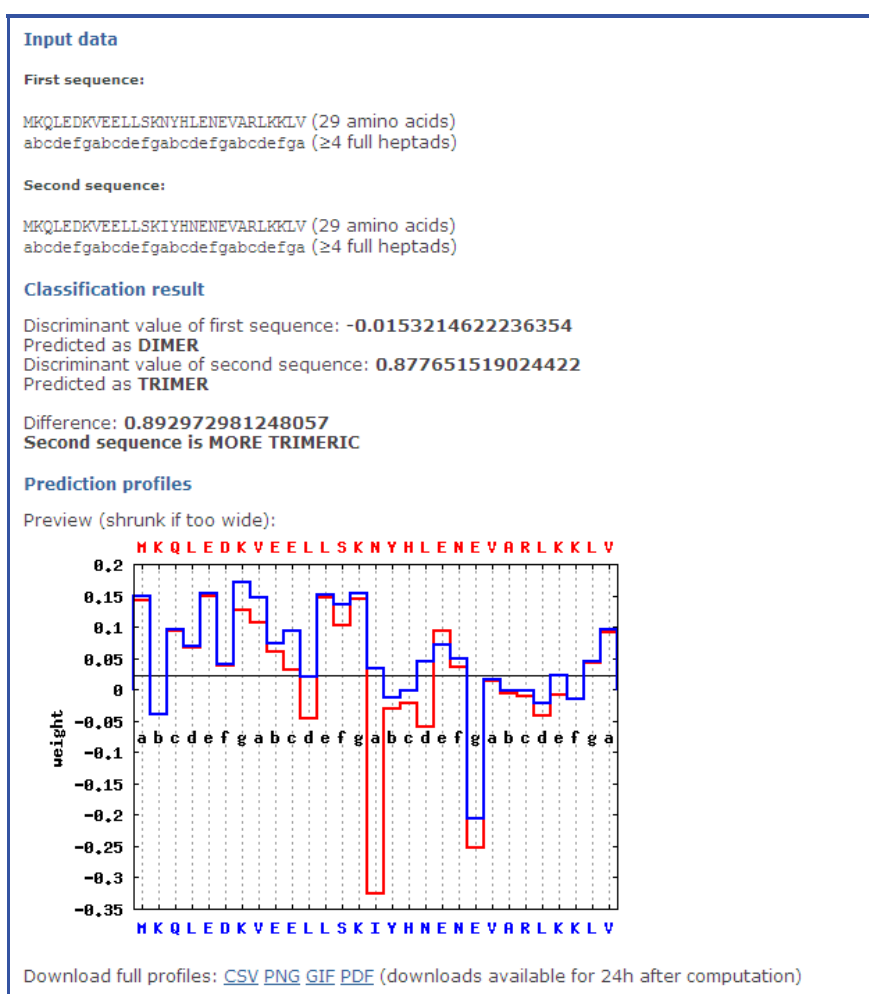 Input data
First sequence:
MKQLEDKVEELLSKNYHLENEVARLKKLV (29 amino acids)
abcdefgabcdefgabcdefgabcdefga (≥4 full heptads)
Second sequence:
MKQLEDKVEELLSKIYHNENEVARLKKLV (29 amino acids)
abcdefgabcdefgabcdefgabcdefga (≥4 full heptads)
Classification result
Discriminant value of first sequence: -0.0153214622236354
Predicted as DIMER
Discriminant value of second sequence: 0.877651519024422
Predicted as TRIMER
Difference: 0.892972981248057
Second sequence is MORE TRIMERIC
Prediction profiles
Preview (shrunk if too wide):
M K Q L E D K V E E L L S K N Y H L E N E V A R L K K L V
0.2
0.15
0.1
0.05
0
-0.05
-0.1
-0.15
-0.2
-0.25
-0.3
-0.35
weight
a b c d e f g a b c d e f g a b c d e f g a b c d e f g a
M K Q L E D K V E E L L S K I Y H N E N E V A R L K K L V
Download full profiles: CSV PNG GIF PDF (downloads available for 24h after computation)